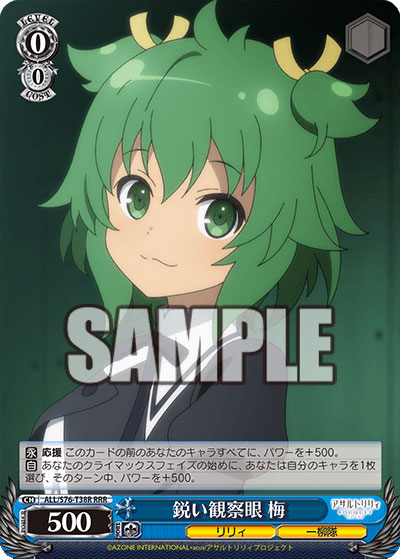 LEVEL
0
0
COST
SAMPLE
永 応援 このカードの前のあなたのキャラすべてに、パワーを+500。
自 あなたのクライマックスフェイズの始めに、あなたは自分のキャラを1枚
選び、そのターン中、パワーを+500。
CH ALL/S76-T38R RRR
POWER
500
鋭い観察眼 梅
アサルトリリィ
BOUQUET
リリィ
一柳隊
©AZONE INTERNATIONAL・acus/アサルトリリィプロジェクト